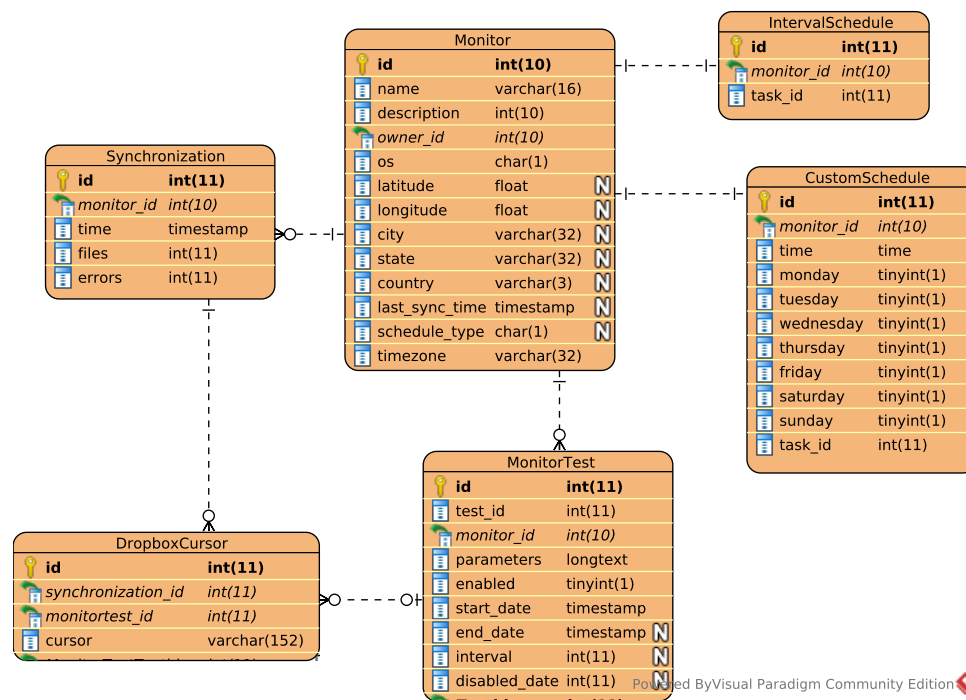 IntervalSchedule
id int(11)
monitor_id int(10)
task_id int(11)
Monitor
id int(10)
name varchar(16)
description int(10)
owner_id int(10)
os char(1)
latitude float N
longitude float N
city varchar(32) N
state varchar(32) N
country varchar(3) N
last_sync_time timestamp N
schedule_type char(1) N
timezone varchar(32)
Synchronization
id int(11)
monitor_id int(10)
time timestamp
files int(11)
errors int(11)
CustomSchedule
id int(11)
monitor_id int(10)
time time
monday tinyint(1)
tuesday tinyint(1)
wednesday tinyint(1)
thursday tinyint(1)
friday tinyint(1)
saturday tinyint(1)
sunday tinyint(1)
task_id int(11)
MonitorTest
id int(11)
test_id int(11)
monitor_id int(10)
parameters longtext
enabled tinyint(1)
start_date timestamp
end_date timestamp N
interval int(11) N
disabled_date int(11) N
DropboxCursor
id int(11)
synchronization_id int(11)
monitortest_id int(11)
cursor varchar(152)
Powered ByVisual Paradigm Community Edition